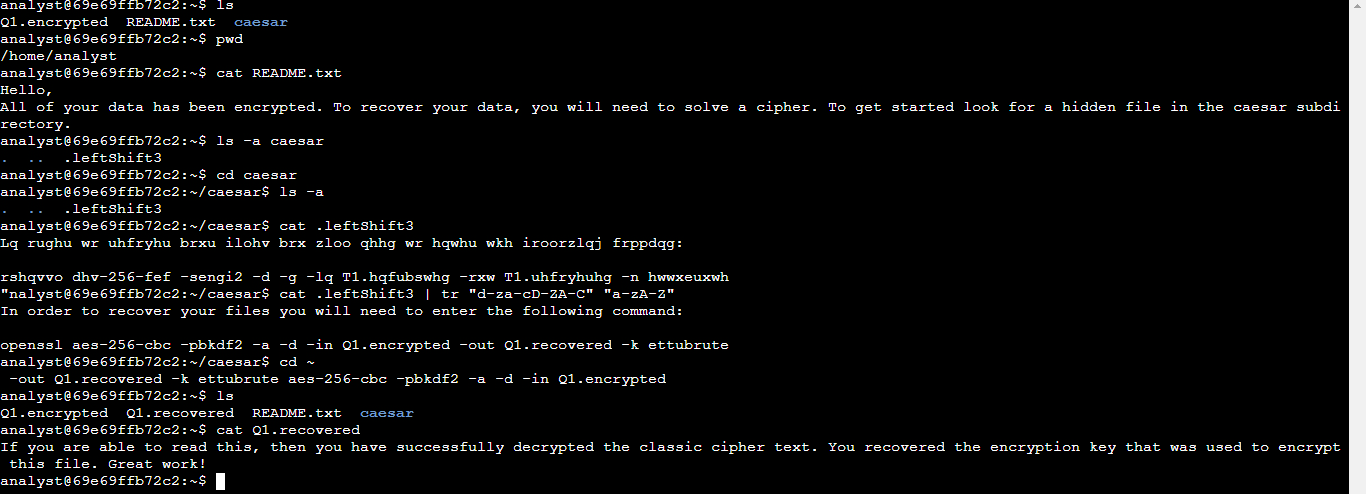 analyst@69e69ffb72c2:~$ ls
Q1.encrypted  README.txt  caesar
analyst@69e69ffb72c2:~$ pwd
/home/analyst
analyst@69e69ffb72c2:~$ cat README.txt
Hello,
All of your data has been encrypted. To recover your data, you will need to solve a cipher. To get started look for a hidden file in the caesar subdi
rectory.
analyst@69e69ffb72c2:~$ ls -a caesar
.  ..  .leftShift3
analyst@69e69ffb72c2:~$ cd caesar
analyst@69e69ffb72c2:~/caesar$ ls -a
.  ..  .leftShift3
analyst@69e69ffb72c2:~/caesar$ cat .leftShift3
Lq rughu wr uhfryhu brxu ilohv brx zloo qhhg wr hqwhu wkh iroorzlqj frppdqg:

rshqvvo dhv-256-fef -sengi2 -d -g -lq T1.hqfubswhg -rxw T1.uhfryhuhg -n hwwxeuxwh
"nalyst@69e69ffb72c2:~/caesar$ cat .leftShift3 | tr "d-za-cD-ZA-C" "a-zA-Z"
In order to recover your files you will need to enter the following command:

openssl aes-256-cbc -pbkdf2 -a -d -in Q1.encrypted -out Q1.recovered -k ettubrute
analyst@69e69ffb72c2:~/caesar$ cd ~
 -out Q1.recovered -k ettubrute aes-256-cbc -pbkdf2 -a -d -in Q1.encrypted
analyst@69e69ffb72c2:~$ ls
Q1.encrypted  Q1.recovered  README.txt  caesar
analyst@69e69ffb72c2:~$ cat Q1.recovered
If you are able to read this, then you have successfully decrypted the classic cipher text. You recovered the encryption key that was used to encrypt
 this file. Great work!
analyst@69e69ffb72c2:~$